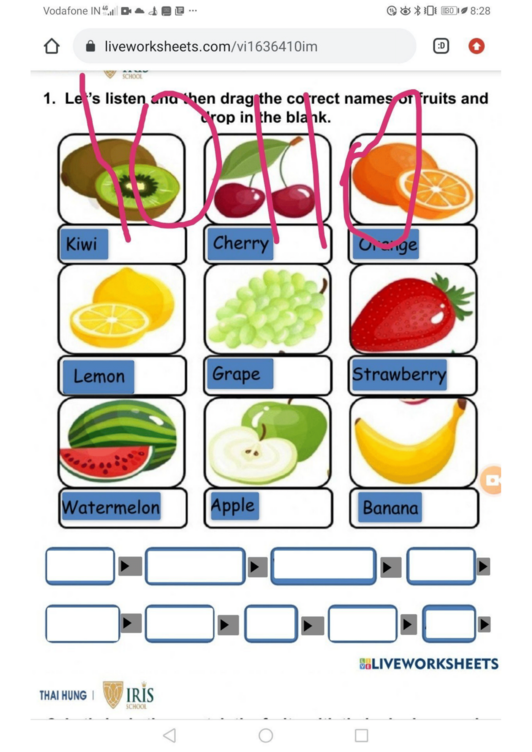 Vodafone IN 8:28
liveworksheets.com/vi1636410im
:D
SCHOOL
1. Let's listen and then drag the correct names of fruits and
drop in the blank.
Kiwi Cherry Orange
Lemon Grape Strawberry
Watermelon Apple Banana
LIVEWORKSHEETS
THAI HUNG | IRIS
SCHOOL